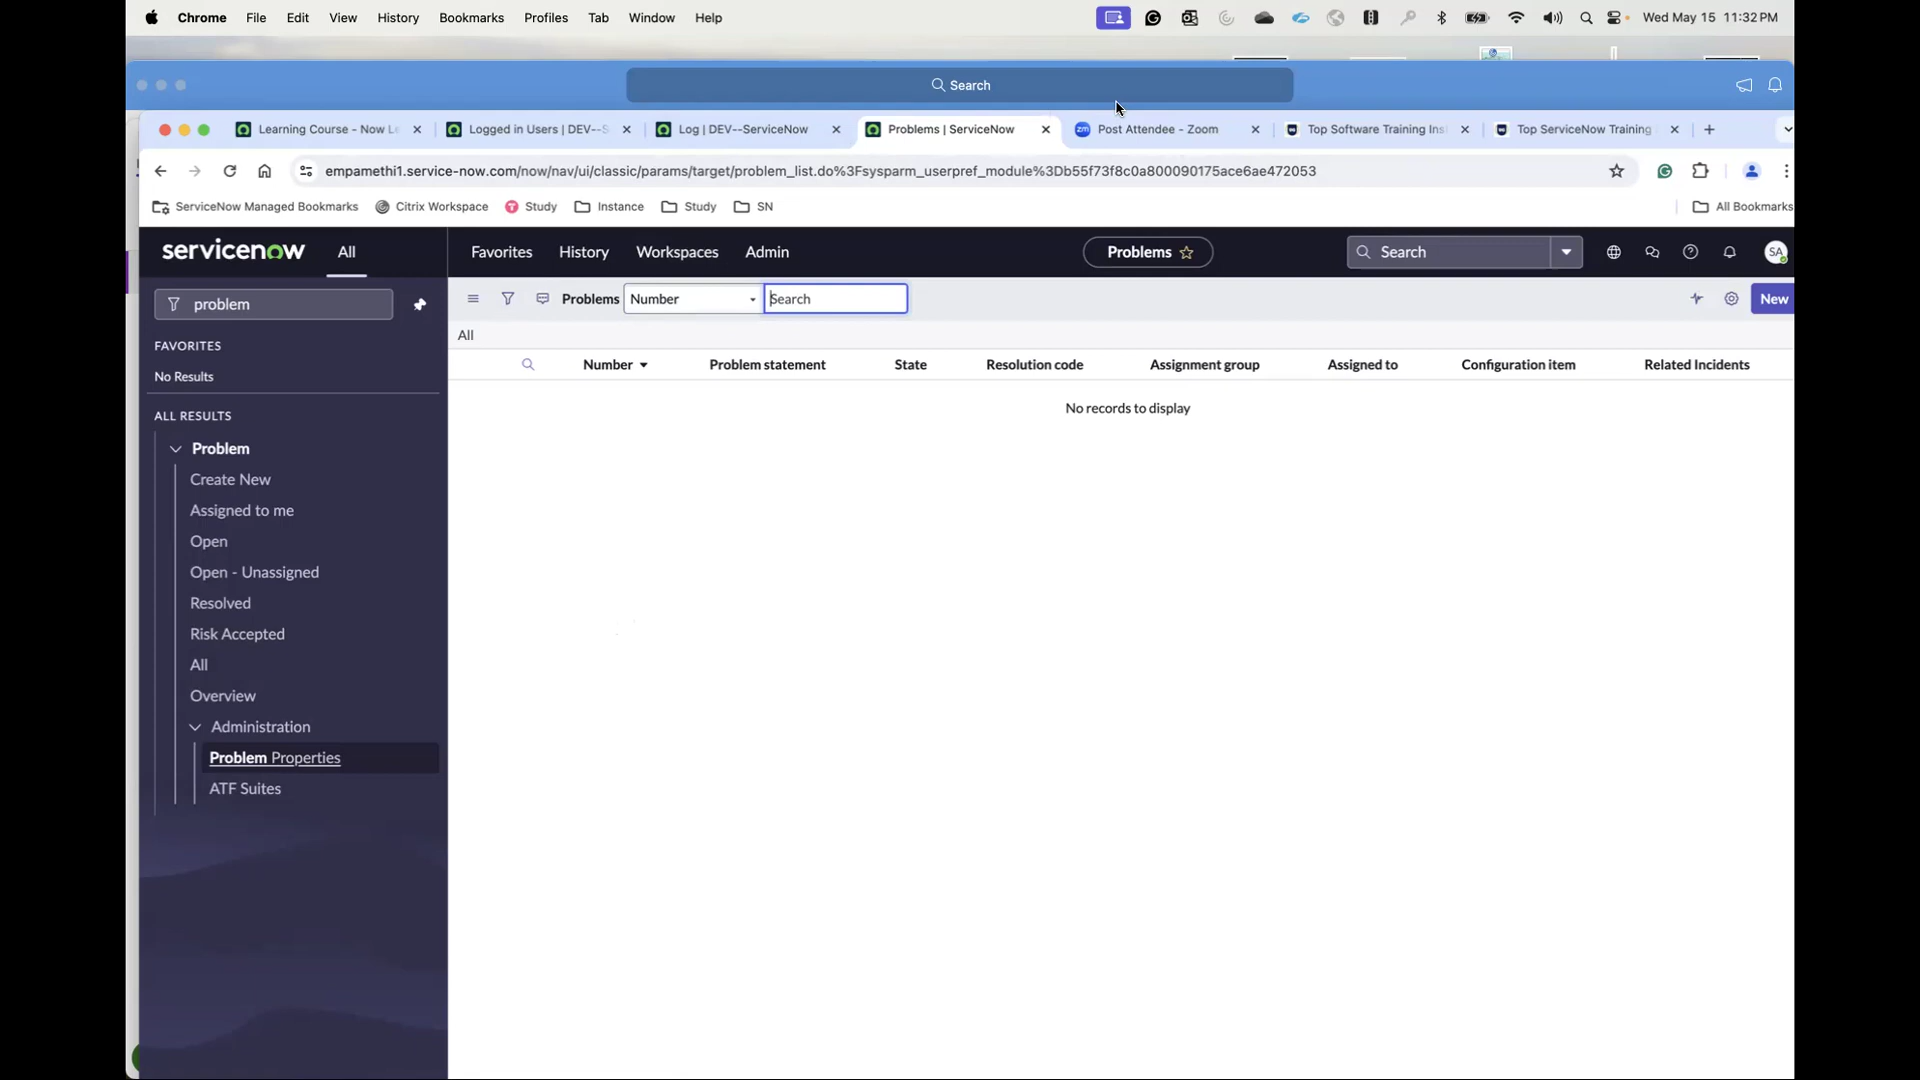 Chrome File Edit View History Bookmarks Profiles Tab Window Help Wed May 15 11:32 PM
Search
Learning Course - Now Le Logged in Users | DEV--S Log | DEV--ServiceNow Problems | ServiceNow zm Post Attendee - Zoom Top Software Training Inst Top ServiceNow Training
empamethi1.service-now.com/now/nav/ui/classic/params/target/problem_list.do%3Fsysparm_userpref_module%3Db55f73f8c0a800090175ace6ae472053
ServiceNow Managed Bookmarks Citrix Workspace T Study Instance Study SN All Bookmarks
servicenow All Favorites History Workspaces Admin Problems Search SA
problem Problems Number Search New
FAVORITES
All
No Results
Number Problem statement State Resolution code Assignment group Assigned to Configuration item Related Incidents
ALL RESULTS
No records to display
Problem
Create New
Assigned to me
Open
Open - Unassigned
Resolved
Risk Accepted
All
Overview
Administration
Problem Properties
ATF Suites